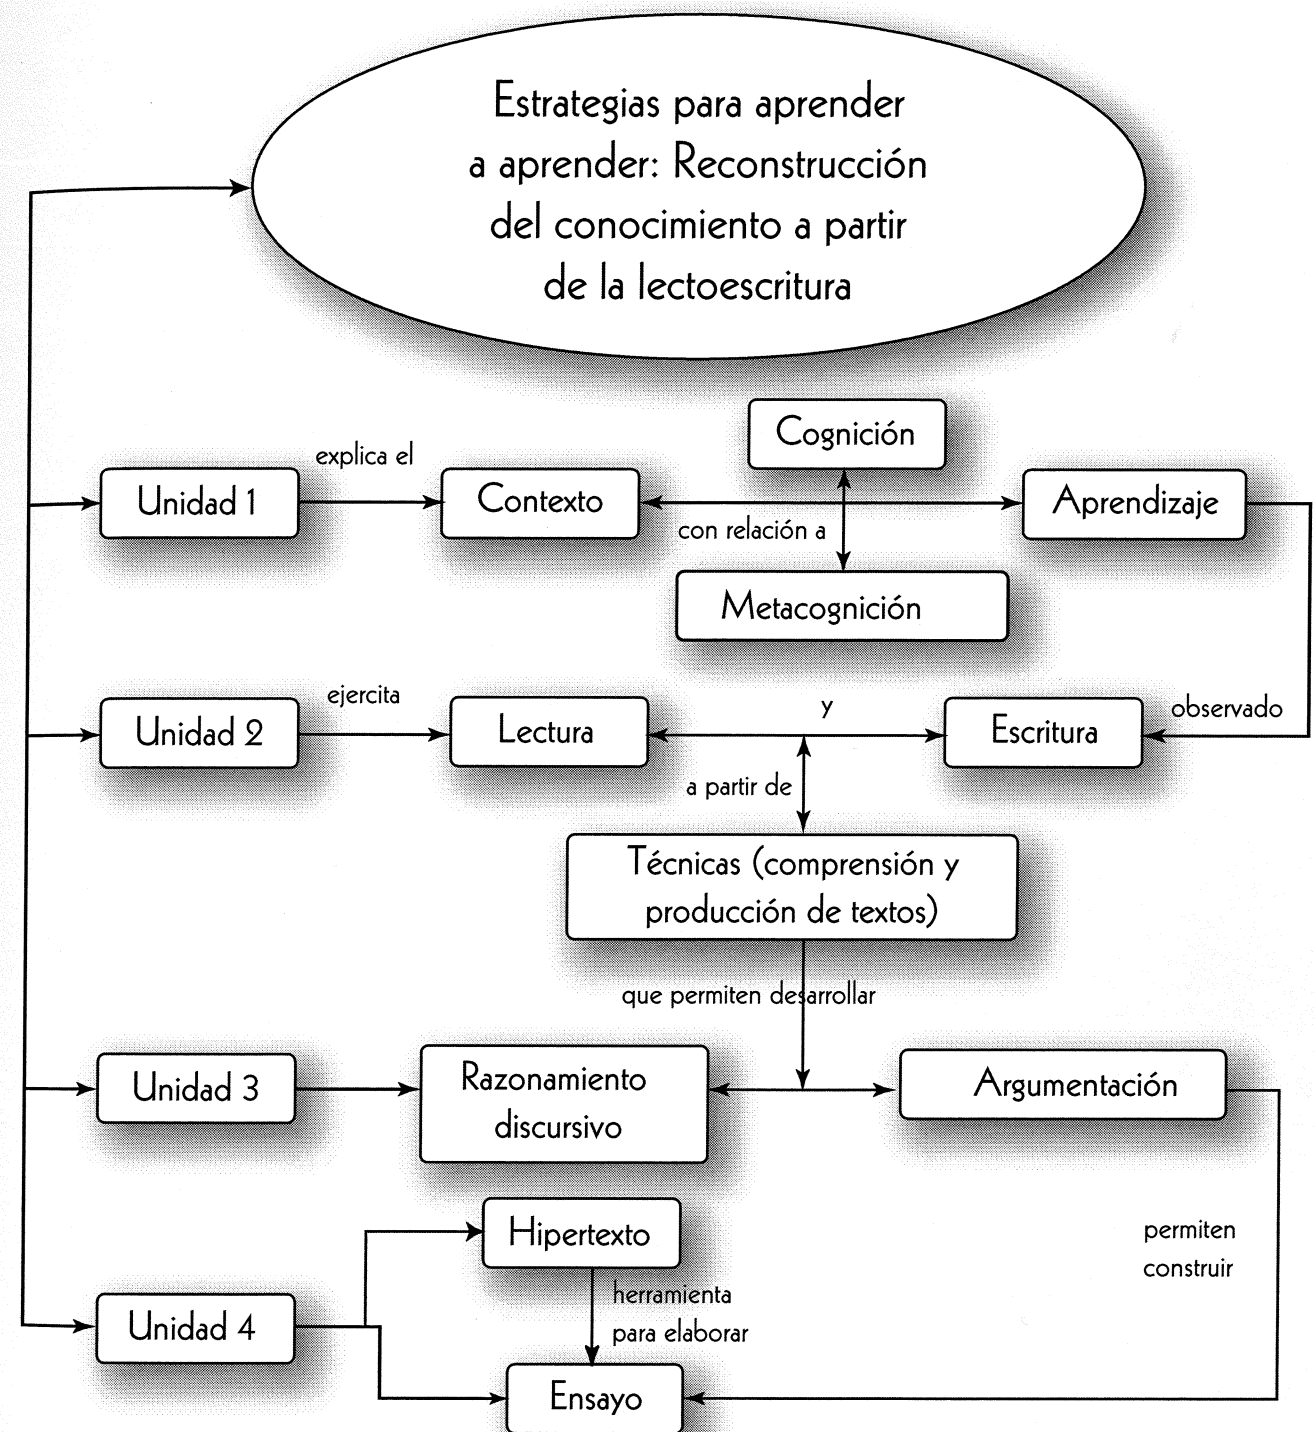 Estrategias para aprender
a aprender: Reconstrucción
del conocimiento a partir
de la lectoescritura
Cognición
explica el
Unidad 1
Contexto
Aprendizaje
con relación a
Metacognición
ejercita
y
observado
Unidad 2
Lectura
Escritura
a partir de
Técnicas (comprensión y
producción de textos)
que permiten desarrollar
Unidad 3
Razonamiento
discursivo
Argumentación
Hipertexto
permiten
construir
herramienta
para elaborar
Unidad 4
Ensayo